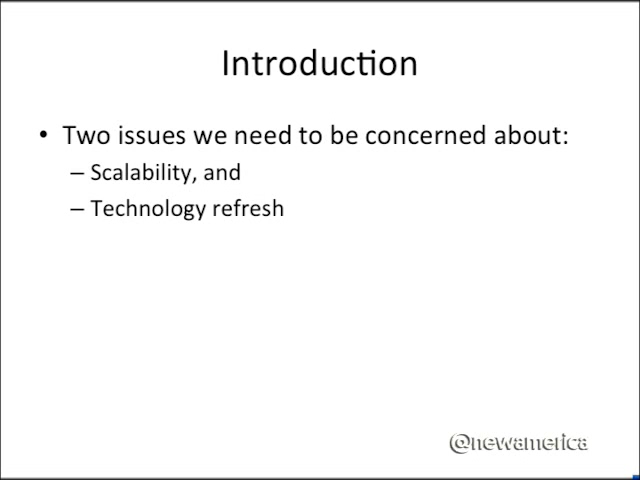 Introduction
• Two issues we need to be concerned about:
– Scalability, and
– Technology refresh
@newamerica